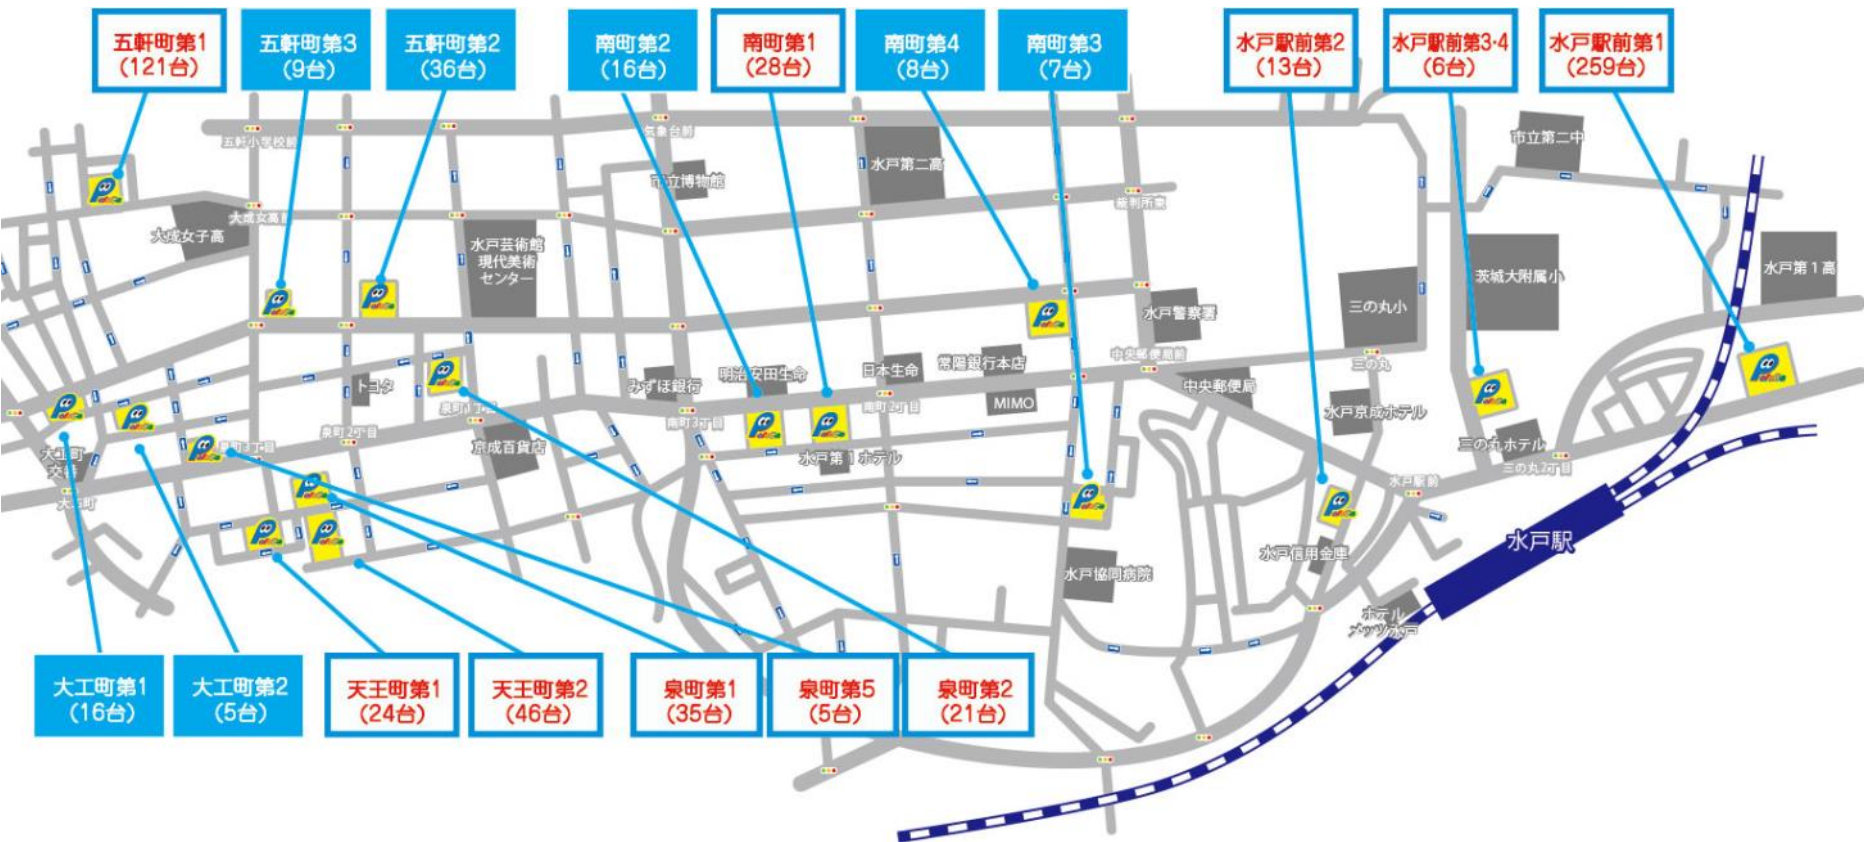 五軒町第1
(121台)
五軒町第3
(9台)
五軒町第2
(36台)
南町第2
(16台)
南町第1
(28台)
南町第4
(8台)
南町第3
(7台)
水戸駅前第2
(13台)
水戸駅前第3・4
(6台)
水戸駅前第1
(259台)
五軒小学校前
気象台前
市立第二中
水戸第二高
市立博物館
裁判所東
大成女高前
大成女子高
水戸芸術館
現代美術
センター
茨城大附属小
水戸第1高
三の丸小
水戸警察署
中央郵便局前
三の丸
常陽銀行本店
日本生命
明治安田生命
みずほ銀行
トヨタ
中央郵便局
MIMO
泉町1丁目
南町2丁目
南町3丁目
水戸京成ホテル
泉町2丁目
泉町3丁目
京成百貨店
水戸第1ホテル
三の丸ホテル
三の丸2丁目
大工町
交番
水戸駅前
大工町
水戸駅
水戸信用金庫
水戸協同病院
ホテル
メッツ水戸
大工町第1
(16台)
大工町第2
(5台)
天王町第1
(24台)
天王町第2
(46台)
泉町第1
(35台)
泉町第5
(5台)
泉町第2
(21台)